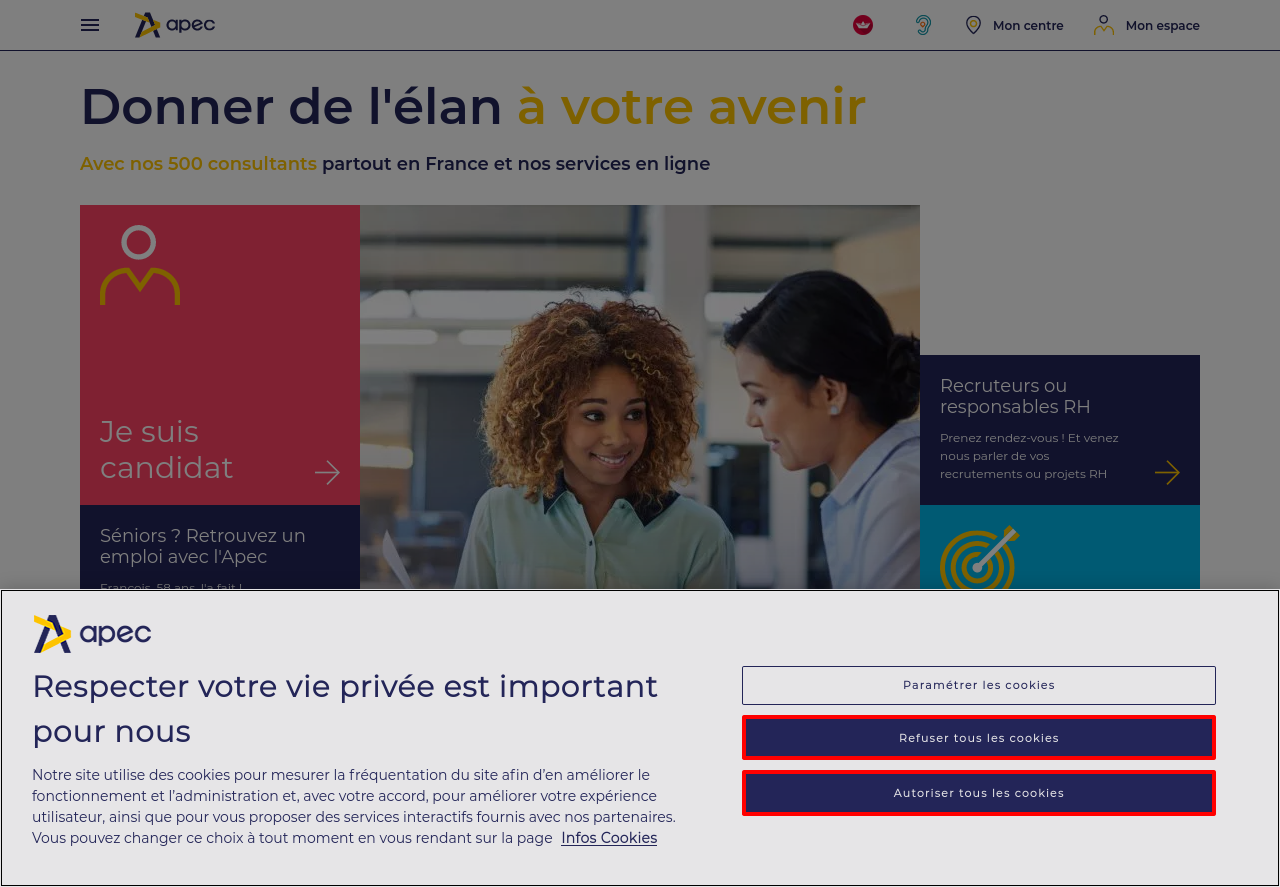 apec
Mon centre
Mon espace
Donner de l'élan à votre avenir
Avec nos 500 consultants partout en France et nos services en ligne
Je suis
candidat
Séniors ? Retrouvez un
emploi avec l'Apec
François, 58 ans, l'a fait !
Recruteurs ou
responsables RH
Prenez rendez-vous ! Et venez
nous parler de vos
recrutements ou projets RH
apec
Respecter votre vie privée est important
pour nous
Notre site utilise des cookies pour mesurer la fréquentation du site afin d’en améliorer le
fonctionnement et l’administration et, avec votre accord, pour améliorer votre expérience
utilisateur, ainsi que pour vous proposer des services interactifs fournis avec nos partenaires.
Vous pouvez changer ce choix à tout moment en vous rendant sur la page Infos Cookies
Paramétrer les cookies
Refuser tous les cookies
Autoriser tous les cookies